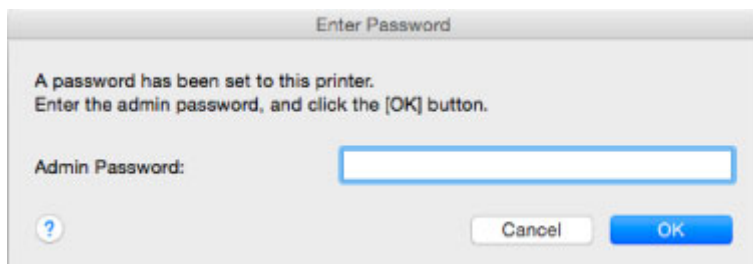 Enter Password
A password has been set to this printer.
Enter the admin password, and click the [OK] button.
Admin Password:
?
Cancel
OK